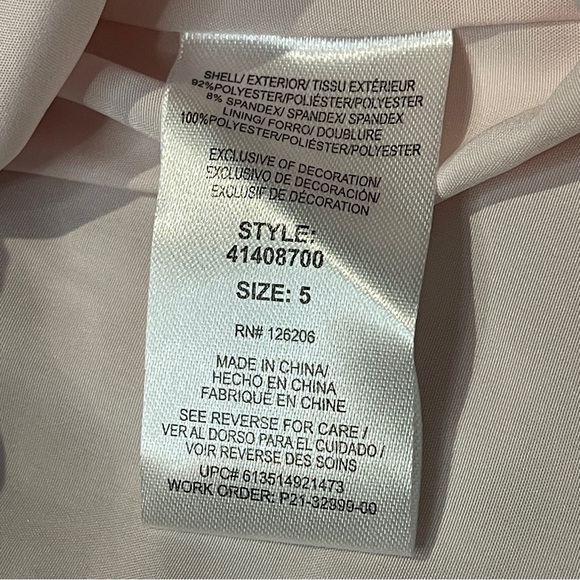 SHELL/ EXTERIOR/ TISSU EXTÉRIEUR
92%POLYESTER/POLIÉSTER/POLYESTER
8% SPANDEX/ SPANDEX/ SPANDEX
LINING/ FORRO/ DOUBLURE
100%POLYESTER/POLIÉSTER/POLYESTER
EXCLUSIVE OF DECORATION/
EXCLUSIVO DE DECORACIÓN/
EXCLUSIF DE DÉCORATION
STYLE:
41408700
SIZE: 5
RN# 126206
MADE IN CHINA/
HECHO EN CHINA
FABRIQUÉ EN CHINE
SEE REVERSE FOR CARE /
VER AL DORSO PARA EL CUIDADO /
VOIR REVERSE DES SOINS
UPC# 613514921473
WORK ORDER: P21-32999-00